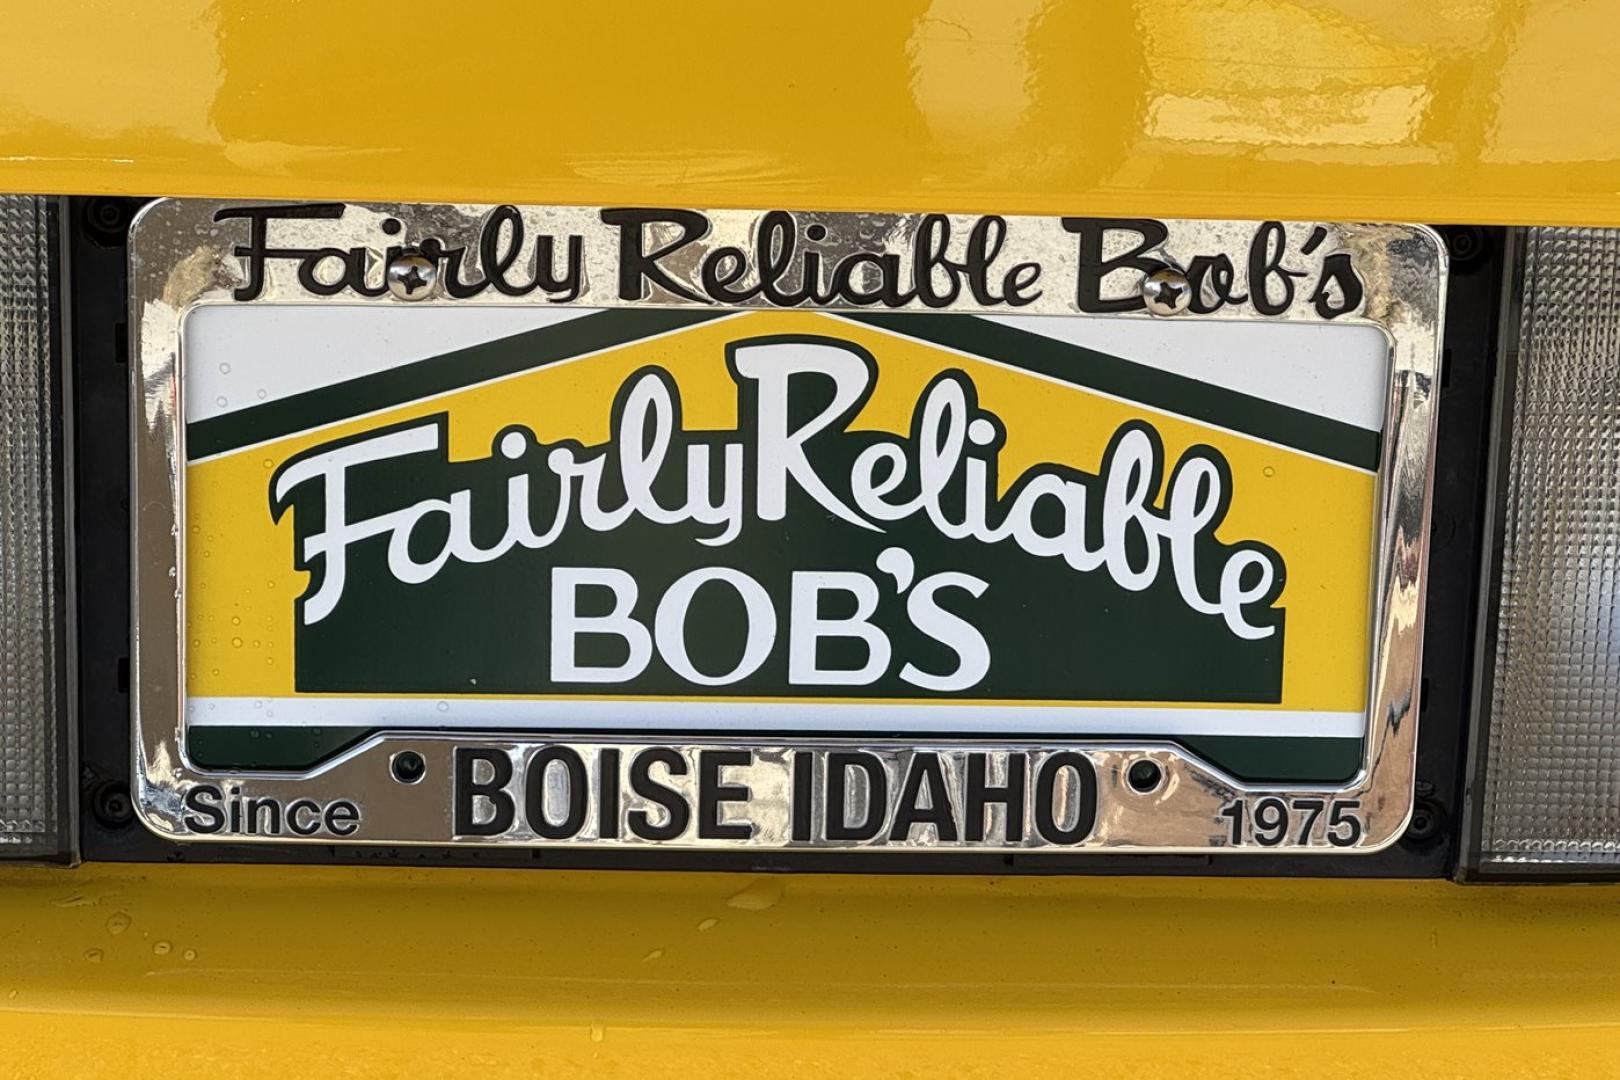 Fairly Reliable Bob's
Fairly Reliable
BOB'S
BOISE IDAHO
Since 1975